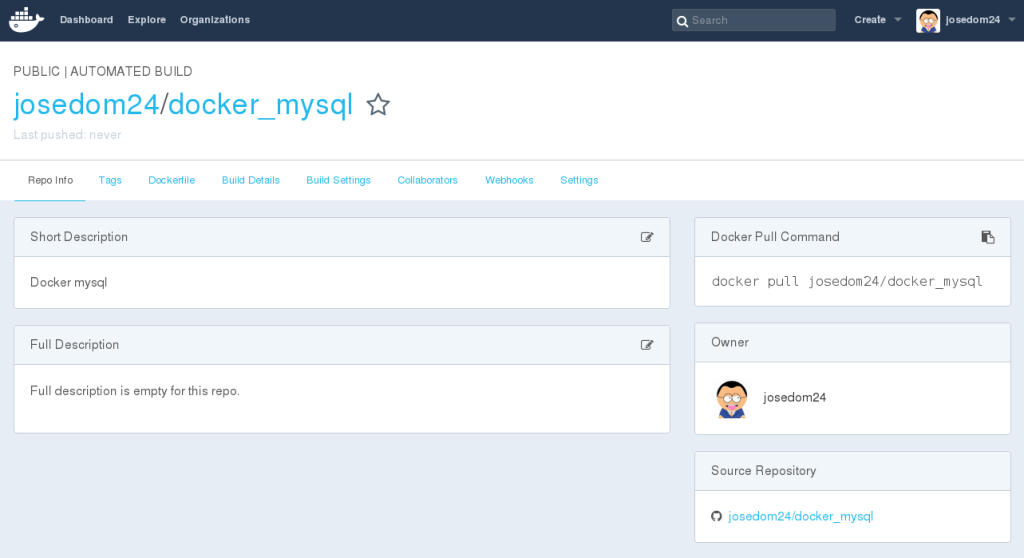 Dashboard Explore Organizations Search Create josedom24
PUBLIC | AUTOMATED BUILD
josedom24/docker_mysql
Last pushed: never
Repo Info Tags Dockerfile Build Details Build Settings Collaborators Webhooks Settings
Short Description
Docker mysql
Full Description
Full description is empty for this repo.
Docker Pull Command
docker pull josedom24/docker_mysql
Owner
josedom24
Source Repository
josedom24/docker_mysql